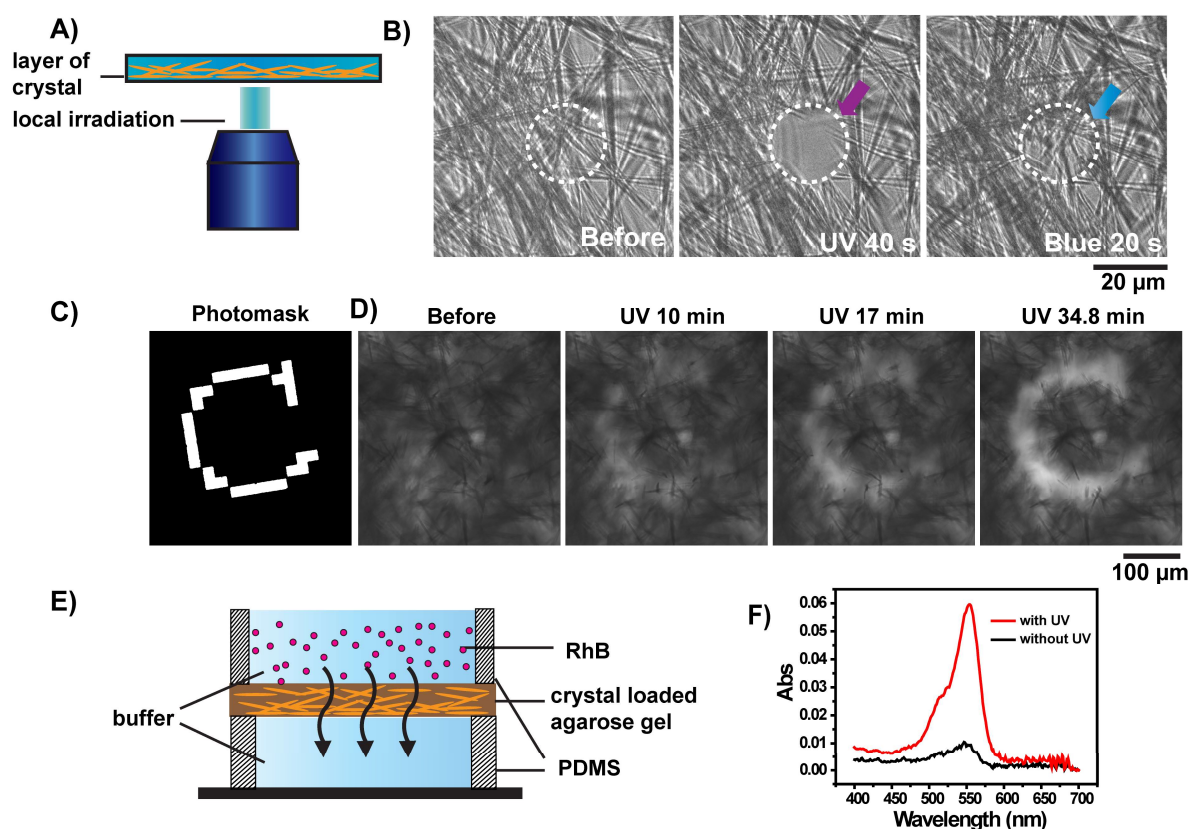 A)
layer of
crystal
local irradiation
B)
Before
UV 40 s
Blue 20 s
20 µm
C)
Photomask
D)
Before
UV 10 min
UV 17 min
UV 34.8 min
100 µm
E)
RhB
crystal loaded
agarose gel
buffer
PDMS
F)
0.06
0.05
0.04
0.03
0.02
0.01
0.00
Abs
with UV
without UV
400 450 500 550 600 650 700
Wavelength (nm)